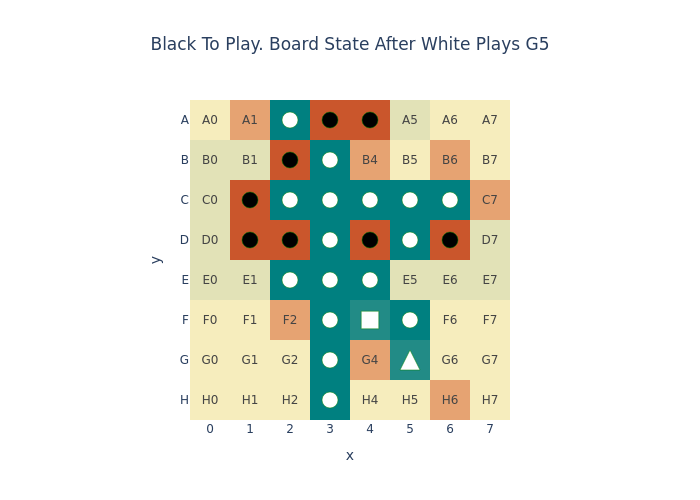 Black To Play. Board State After White Plays G5
A A0 A1 A5 A6 A7
B B0 B1 B4 B5 B6 B7
C C0 C7
D D0 D7
E E0 E1 E5 E6 E7
F F0 F1 F2 F6 F7
G G0 G1 G2 G4 G6 G7
H H0 H1 H2 H4 H5 H6 H7
0 1 2 3 4 5 6 7
x
y